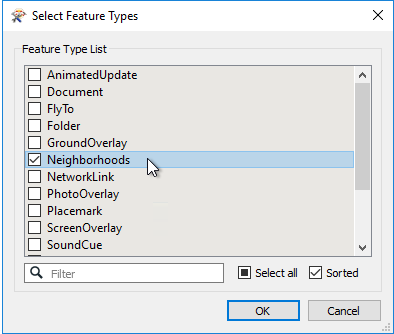 Select Feature Types
Feature Type List
AnimatedUpdate
Document
FlyTo
Folder
GroundOverlay
Neighborhoods
NetworkLink
PhotoOverlay
Placemark
ScreenOverlay
SoundCue
Filter
Select all
Sorted
OK
Cancel